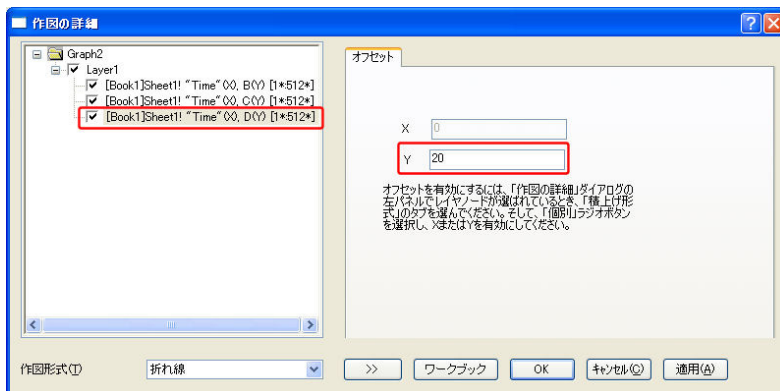 作図の詳細
Graph2
Layer1
[Book1]Sheet1! "Time" (X), B(Y) [1*:512*]
[Book1]Sheet1! "Time" (X), C(Y) [1*:512*]
[Book1]Sheet1! "Time" (X), D(Y) [1*:512*]
オフセット
X 0
Y 20
オフセットを有効にするには、「作図の詳細」ダイアログの
左パネルでレイヤノードが選ばれているとき、「積上げ形
式」のタブを選んでください。そして、「個別」ラジオボタン
を選択し、XまたはYを有効にしてください。
作図形式(T) 折れ線 >> ワークブック OK キャンセル(C) 適用(A)